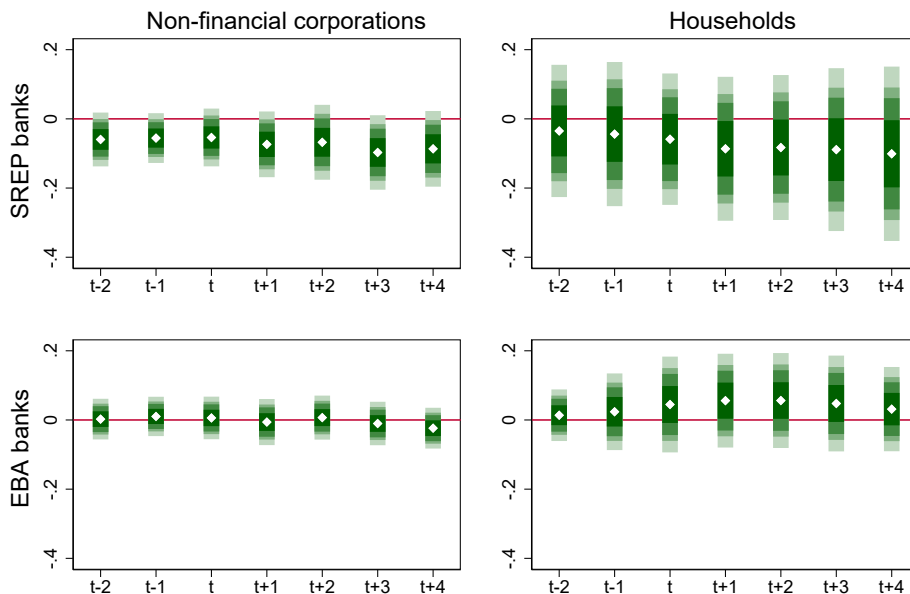 Non-financial corporations
Households
SREP banks
.2
0
-.2
-.4
t-2 t-1 t t+1 t+2 t+3 t+4
t-2 t-1 t t+1 t+2 t+3 t+4
EBA banks
.2
0
-.2
-.4
.2
0
-.2
-.4
t-2 t-1 t t+1 t+2 t+3 t+4
.2
0
-.2
-.4
t-2 t-1 t t+1 t+2 t+3 t+4